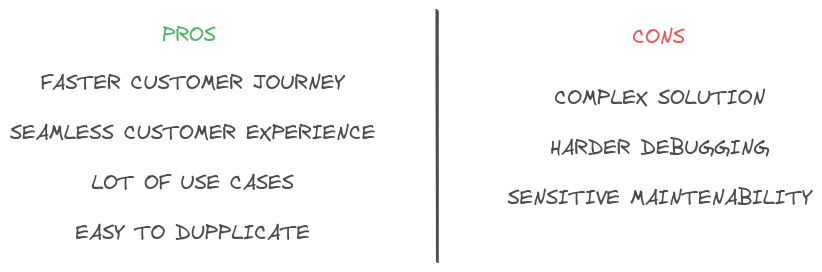 PROS
FASTER CUSTOMER JOURNEY
SEAMLESS CUSTOMER EXPERIENCE
LOT OF USE CASES
EASY TO DUPPLICATE
CONS
COMPLEX SOLUTION
HARDER DEBUGGING
SENSITIVE MAINTENABILITY